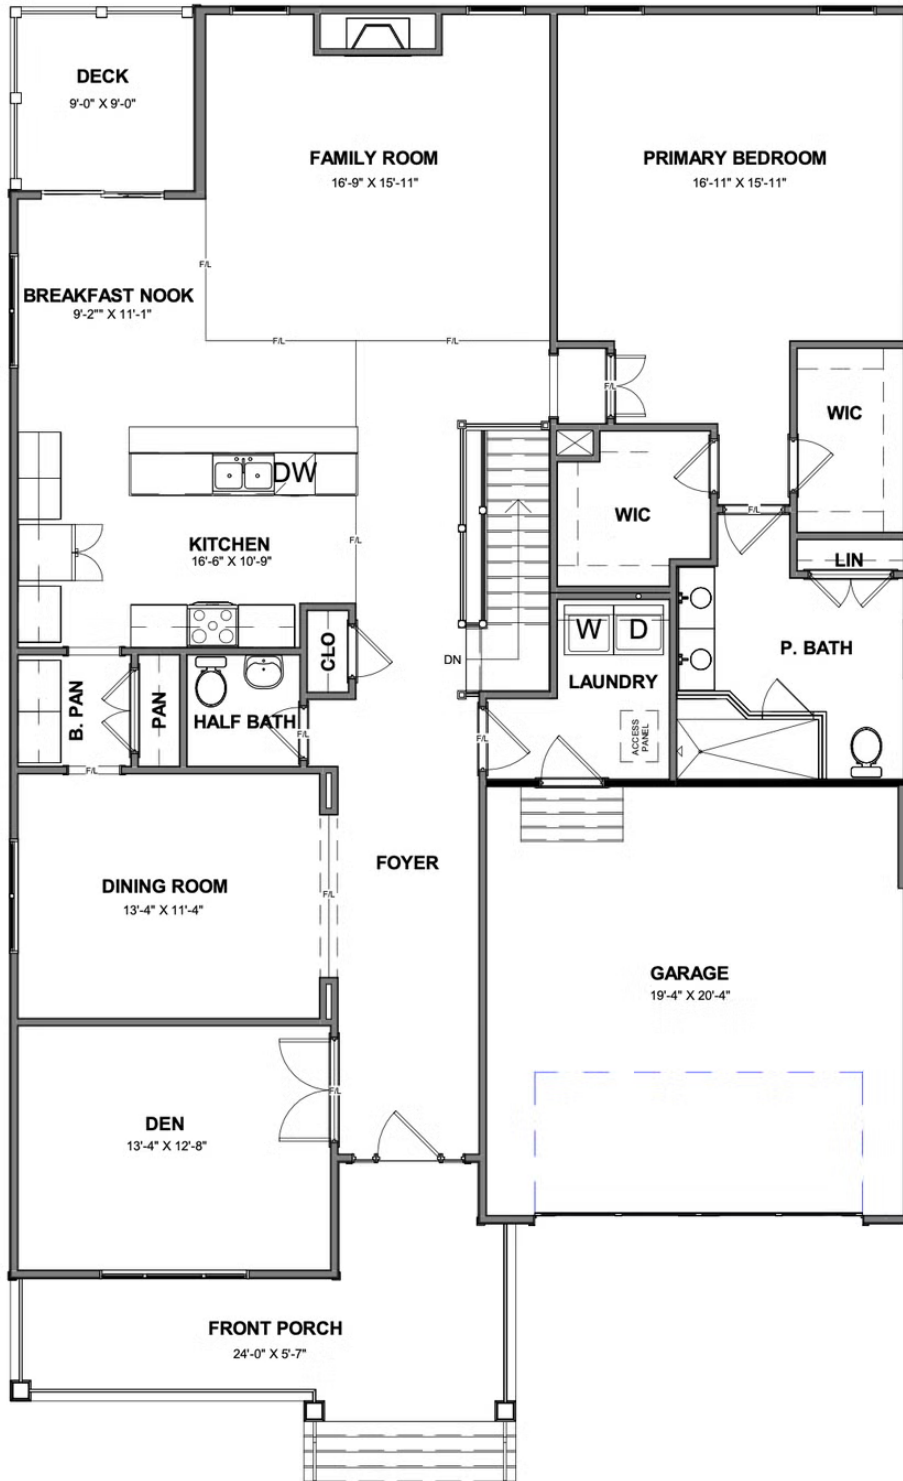 DECK
9'-0" X 9'-0"
FAMILY ROOM
16'-9" X 15'-11"
PRIMARY BEDROOM
16'-11" X 15'-11"
F/L
BREAKFAST NOOK
9'-2"" X 11'-1"
F/L
F/L
F/L
WIC
DW
WIC
F/L
KITCHEN
16'-6" X 10'-9"
F/L
LIN
W
D
P. BATH
CLO
DN
LAUNDRY
B. PAN
PAN
HALF BATH
F/L
F/L
ACCESS
PANEL
F/L
FOYER
DINING ROOM
13'-4" X 11'-4"
F/L
GARAGE
19'-4" X 20'-4"
F/L
DEN
13'-4" X 12'-8"
FRONT PORCH
24'-0" X 5'-7"